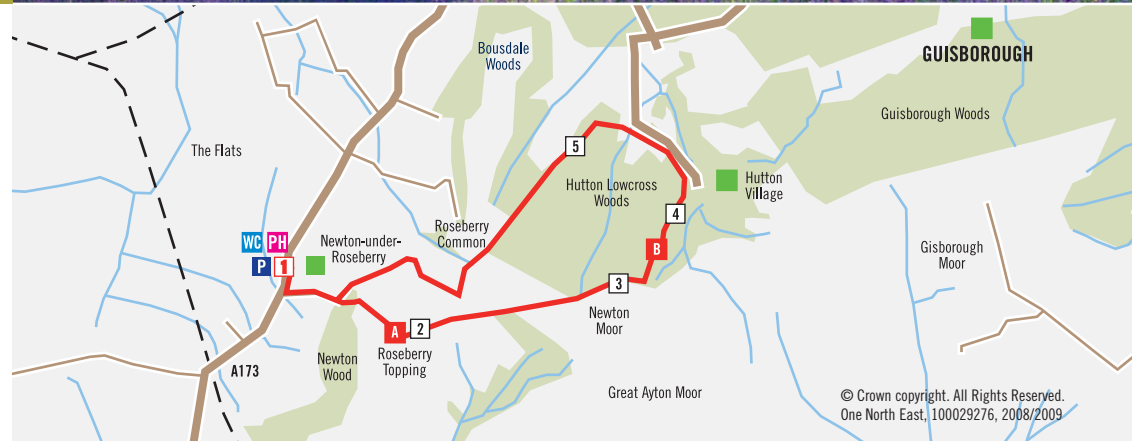 Bousdale
Woods
GUISBOROUGH
Guisborough Woods
The Flats
5
Hutton Lowcross
Woods
Hutton
Village
4
Roseberry
Common
WC PH
P 1
Newton-under-
Roseberry
B
Gisborough
Moor
3
Newton
Moor
A 2
Roseberry
Topping
Newton
Wood
A173
Great Ayton Moor
© Crown copyright. All Rights Reserved.
One North East, 100029276, 2008/2009